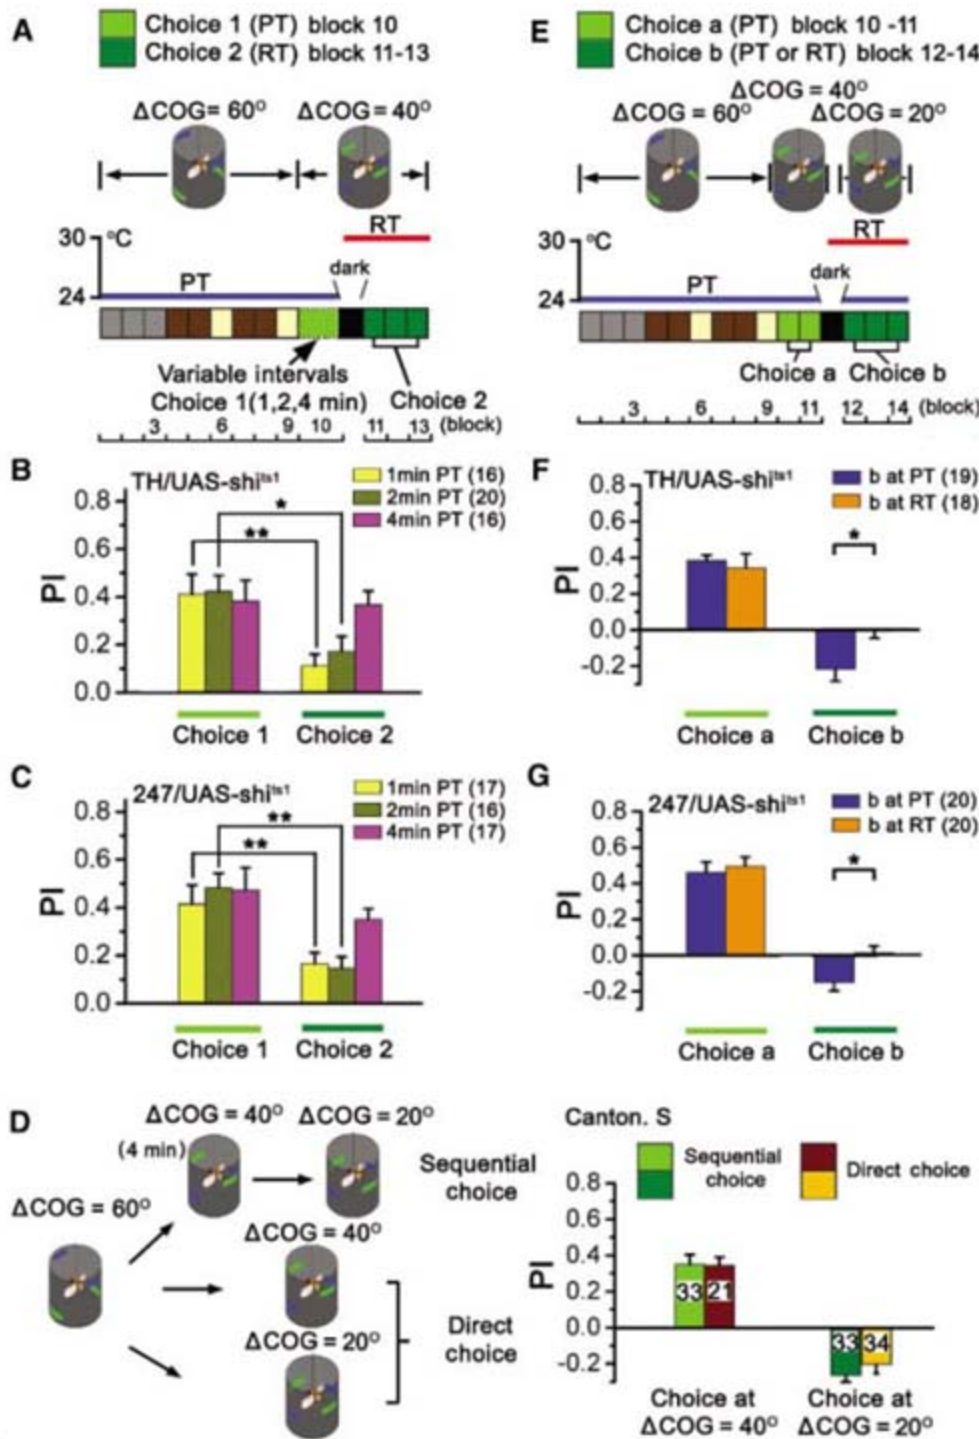 A
Choice 1 (PT) block 10
Choice 2 (RT) block 11-13
ΔCOG= 60°
ΔCOG= 40°
30
°C
RT
dark
PT
24
Variable intervals
Choice 1(1,2,4 min)
Choice 2
3 6 9 10 11 13 (block)
B
TH/UAS-shi^ts1
1min PT (16)
2min PT (20)
4min PT (16)
0.8
0.6
0.4
0.2
0.0
PI
*
**
Choice 1
Choice 2
C
247/UAS-shi^ts1
1min PT (17)
2min PT (16)
4min PT (17)
0.8
0.6
0.4
0.2
0.0
PI
**
**
Choice 1
Choice 2
D
ΔCOG = 40°
ΔCOG = 20°
(4 min)
Sequential
choice
ΔCOG = 60°
ΔCOG = 40°
ΔCOG = 20°
Direct
choice
Canton. S
Sequential
choice
Direct choice
0.8
0.6
0.4
0.2
0.0
-0.2
PI
33 21
33 34
Choice at
ΔCOG = 40°
Choice at
ΔCOG = 20°
E
Choice a (PT) block 10 -11
Choice b (PT or RT) block 12-14
ΔCOG = 40°
ΔCOG = 60°
ΔCOG = 20°
30
°C
RT
dark
PT
24
Choice a
Choice b
3 6 9 11 12 14 (block)
F
TH/UAS-shi^ts1
b at PT (19)
b at RT (18)
0.8
0.6
0.4
0.2
0.0
-0.2
PI
*
Choice a
Choice b
G
247/UAS-shi^ts1
b at PT (20)
b at RT (20)
0.8
0.6
0.4
0.2
0.0
-0.2
PI
*
Choice a
Choice b